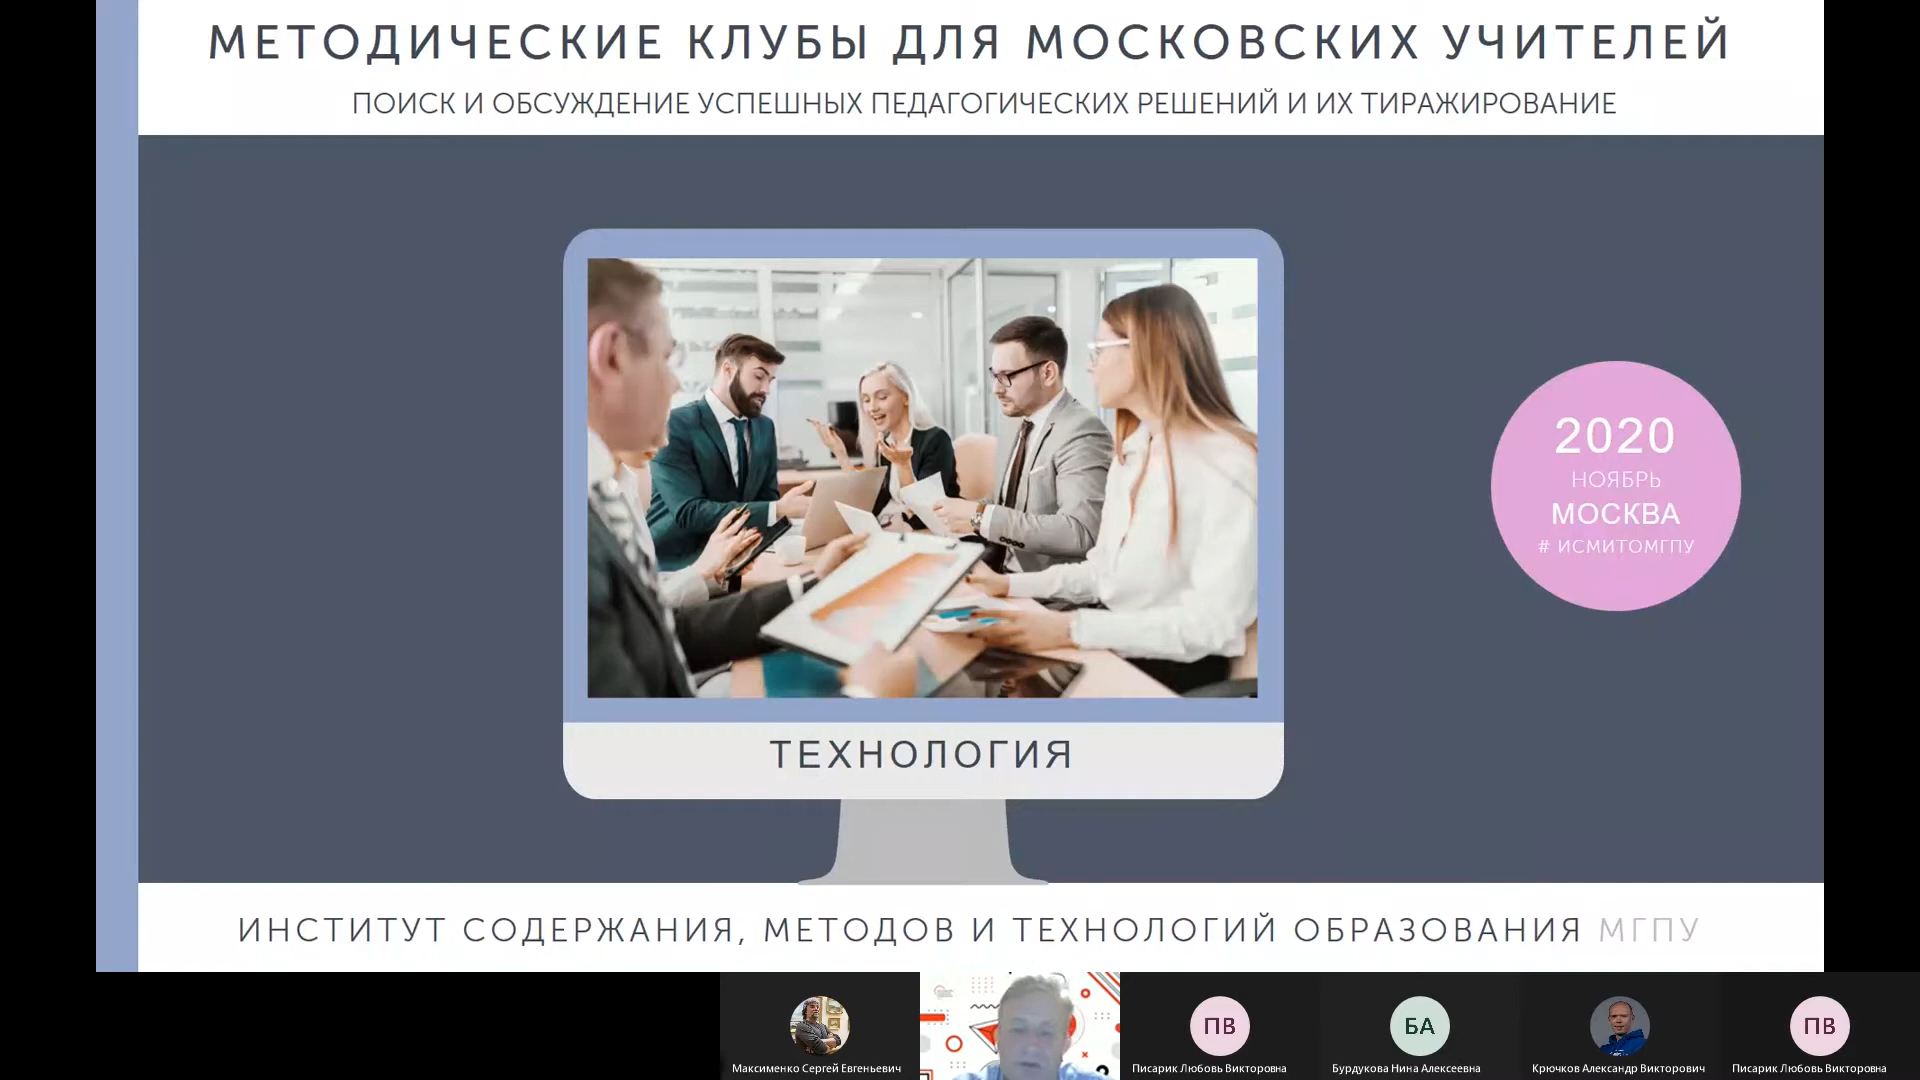 МЕТОДИЧЕСКИЕ КЛУБЫ ДЛЯ МОСКОВСКИХ УЧИТЕЛЕЙ
ПОИСК И ОБСУЖДЕНИЕ УСПЕШНЫХ ПЕДАГОГИЧЕСКИХ РЕШЕНИЙ И ИХ ТИРАЖИРОВАНИЕ
2020
НОЯБРЬ
МОСКВА
# ИСМИТОМГПУ
ТЕХНОЛОГИЯ
ИНСТИТУТ СОДЕРЖАНИЯ, МЕТОДОВ И ТЕХНОЛОГИЙ ОБРАЗОВАНИЯ МГПУ
ПВ
БА
ПВ
Максименко Сергей Евгеньевич
Писарик Любовь Викторовна
Бурдукова Нина Алексеевна
Крючков Александр Викторович
Писарик Любовь Викторовна